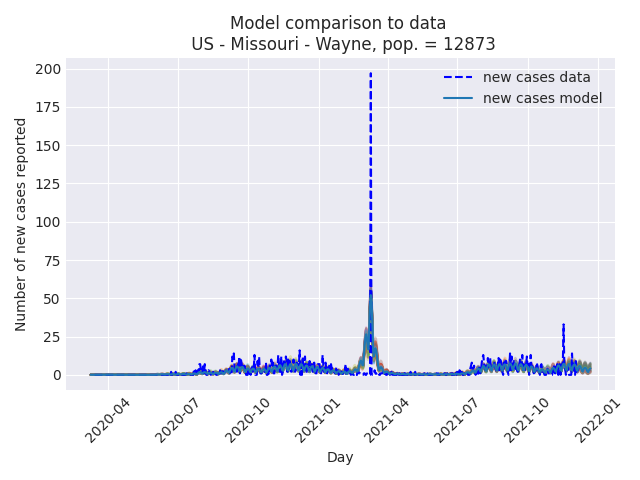 Model comparison to data
US - Missouri - Wayne, pop. = 12873
new cases data
new cases model
Number of new cases reported
200
175
150
125
100
75
50
25
0
2020-04
2020-07
2020-10
2021-01
2021-04
2021-07
2021-10
2022-01
Day